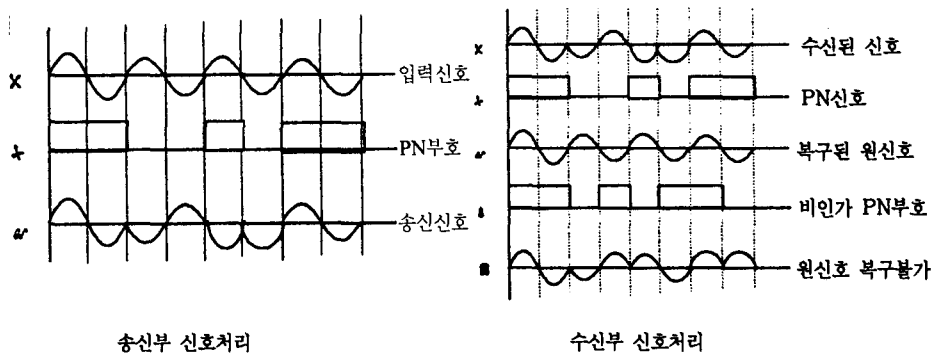 입력신호
PN부호
송신신호
송신부 신호처리
수신된 신호
PN신호
복구된 원신호
비인가 PN부호
원신호 복구불가
수신부 신호처리